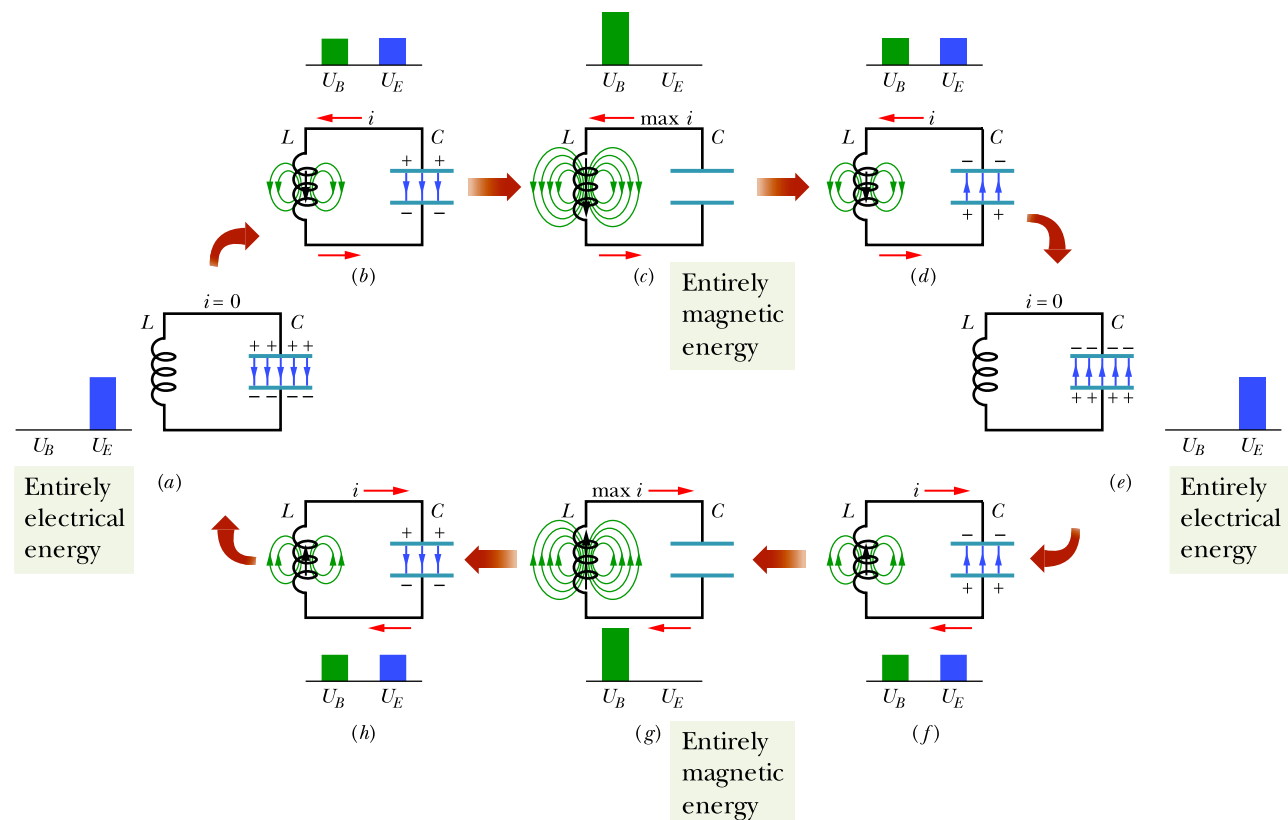 U_B U_E
U_B U_E
U_B U_E
i
max i
i
L C
L C
L C
+ +
− −
− −
+ +
(b)
(c)
(d)
Entirely
magnetic
energy
i = 0
L C
+ + + +
− − − −
i = 0
L C
− − − −
+ + + +
U_B U_E
U_B U_E
(a)
(e)
Entirely
electrical
energy
Entirely
electrical
energy
i
max i
i
L C
L C
L C
+ +
− −
− −
+ +
U_B U_E
U_B U_E
U_B U_E
(h)
(g)
(f)
Entirely
magnetic
energy